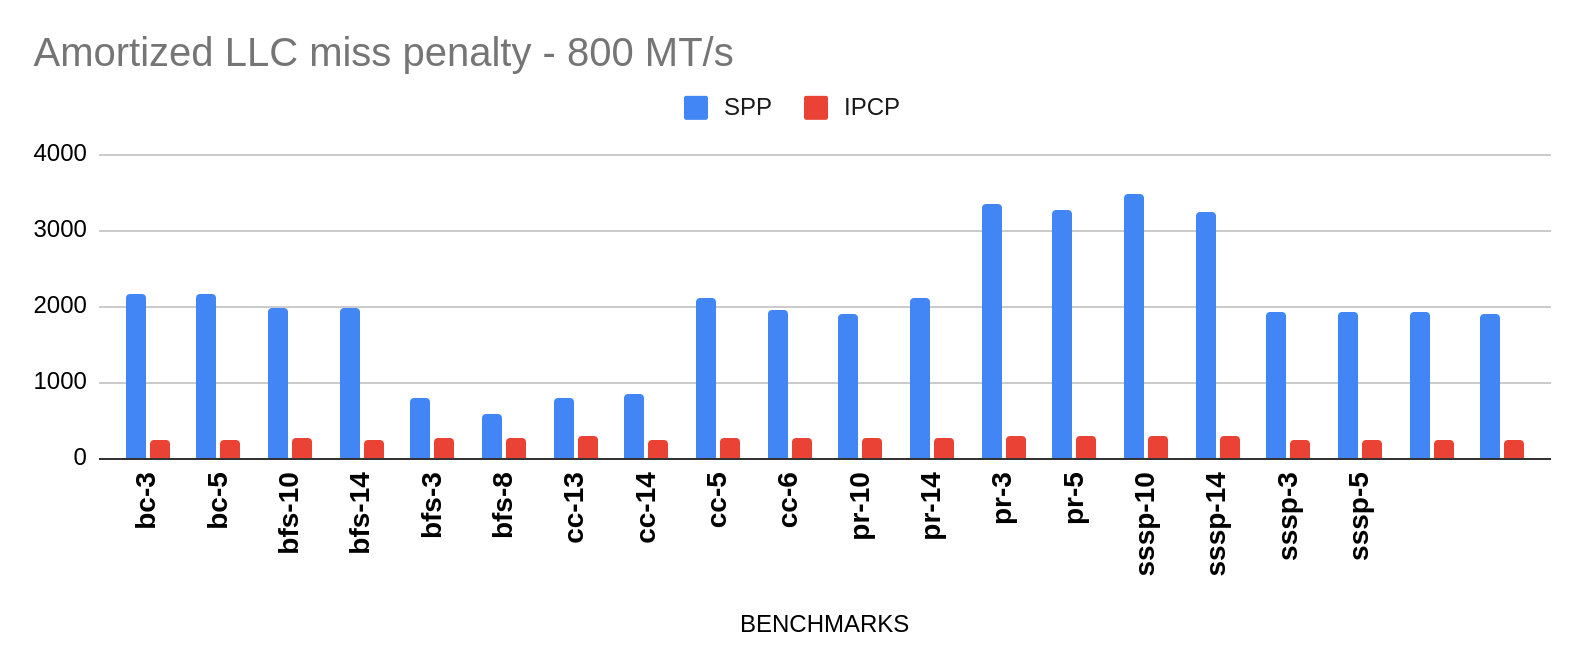 Amortized LLC miss penalty - 800 MT/s
SPP IPCP
4000
3000
2000
1000
0
bc-3 bc-5 bfs-10 bfs-14 bfs-3 bfs-8 cc-13 cc-14 cc-5 cc-6 pr-10 pr-14 pr-3 pr-5 sssp-10 sssp-14 sssp-3 sssp-5
BENCHMARKS